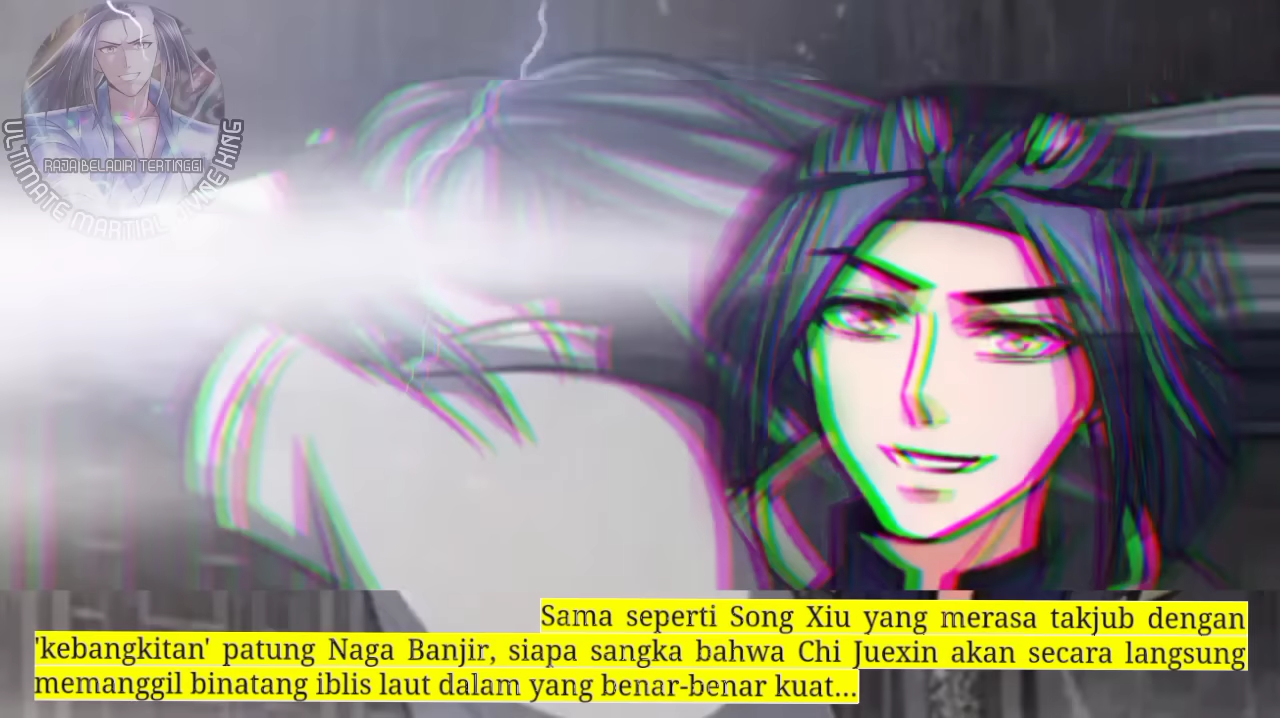 RAJA BELADIRI TERTINGGI
ULTIMATE MARTIAL KING
Sama seperti Song Xiu yang merasa takjub dengan
'kebangkitan' patung Naga Banjir, siapa sangka bahwa Chi Juexin akan secara langsung
memanggil binatang iblis laut dalam yang benar-benar kuat...